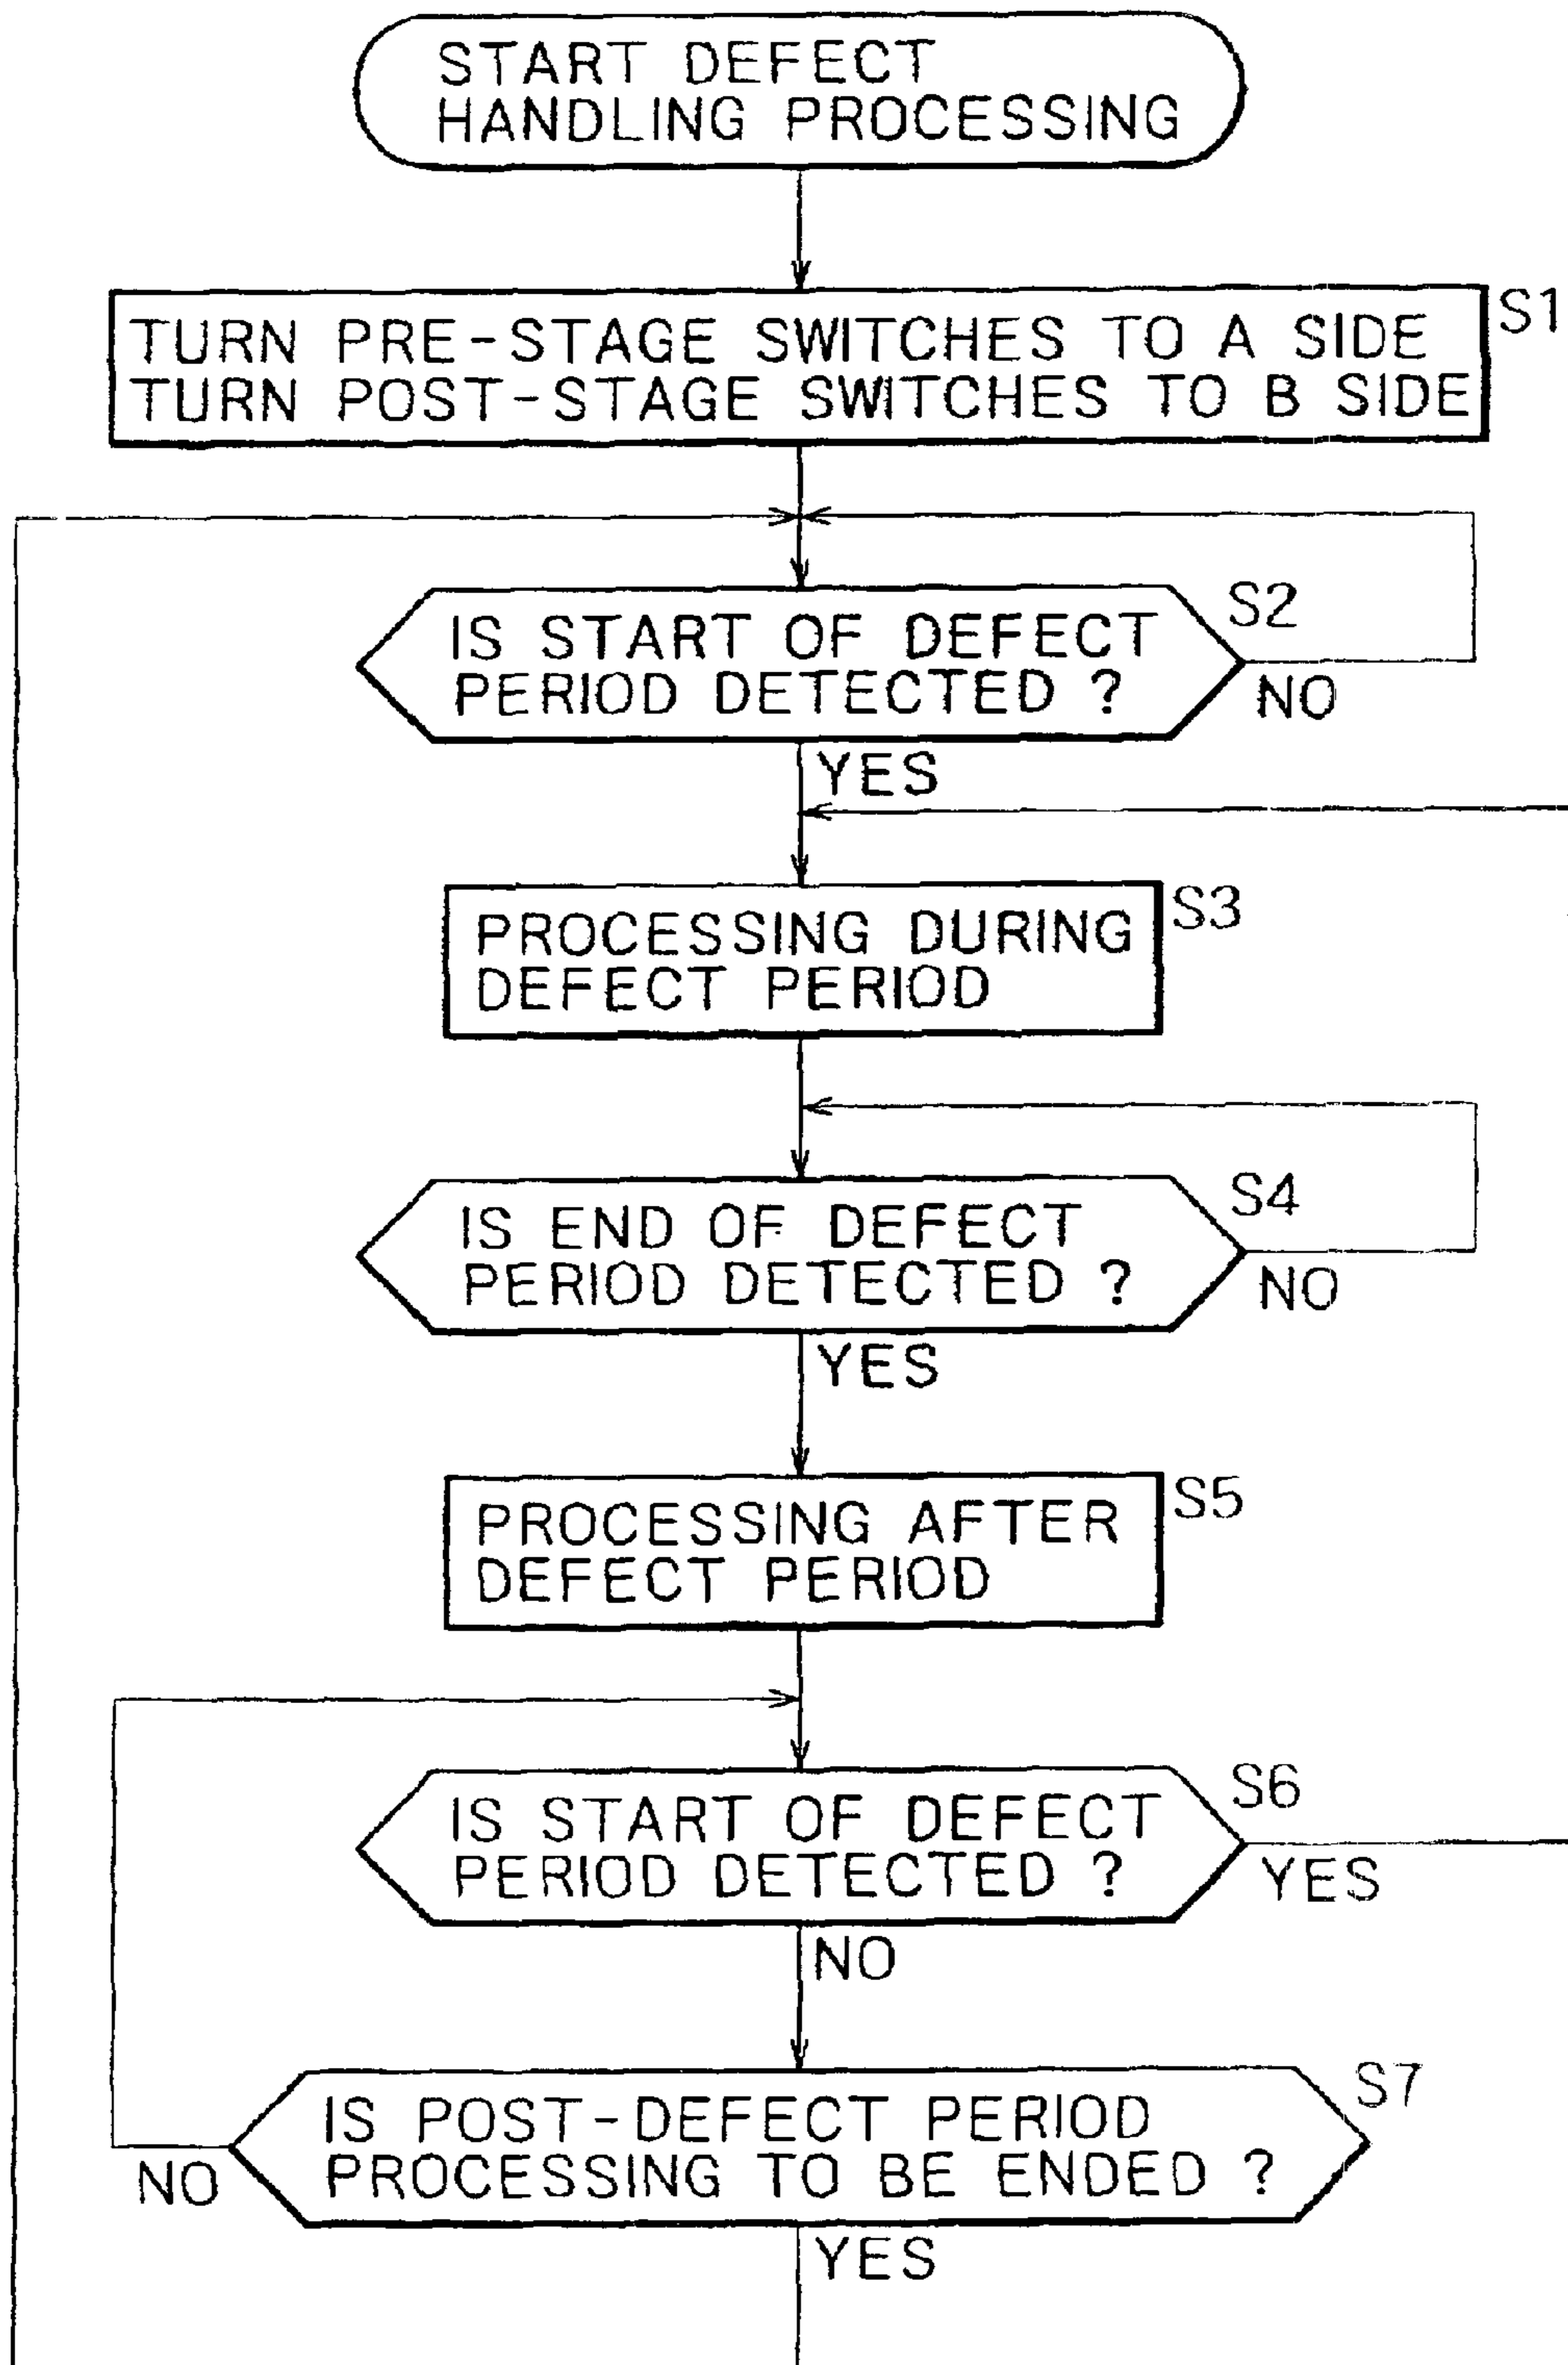 START DEFECT
HANDLING PROCESSING
TURN PRE-STAGE SWITCHES TO A SIDE
TURN POST-STAGE SWITCHES TO B SIDE
S1
IS START OF DEFECT
PERIOD DETECTED ?
S2
NO
YES
PROCESSING DURING
DEFECT PERIOD
S3
IS END OF DEFECT
PERIOD DETECTED ?
S4
NO
YES
PROCESSING AFTER
DEFECT PERIOD
S5
IS START OF DEFECT
PERIOD DETECTED ?
S6
YES
NO
IS POST-DEFECT PERIOD
PROCESSING TO BE ENDED ?
S7
NO
YES